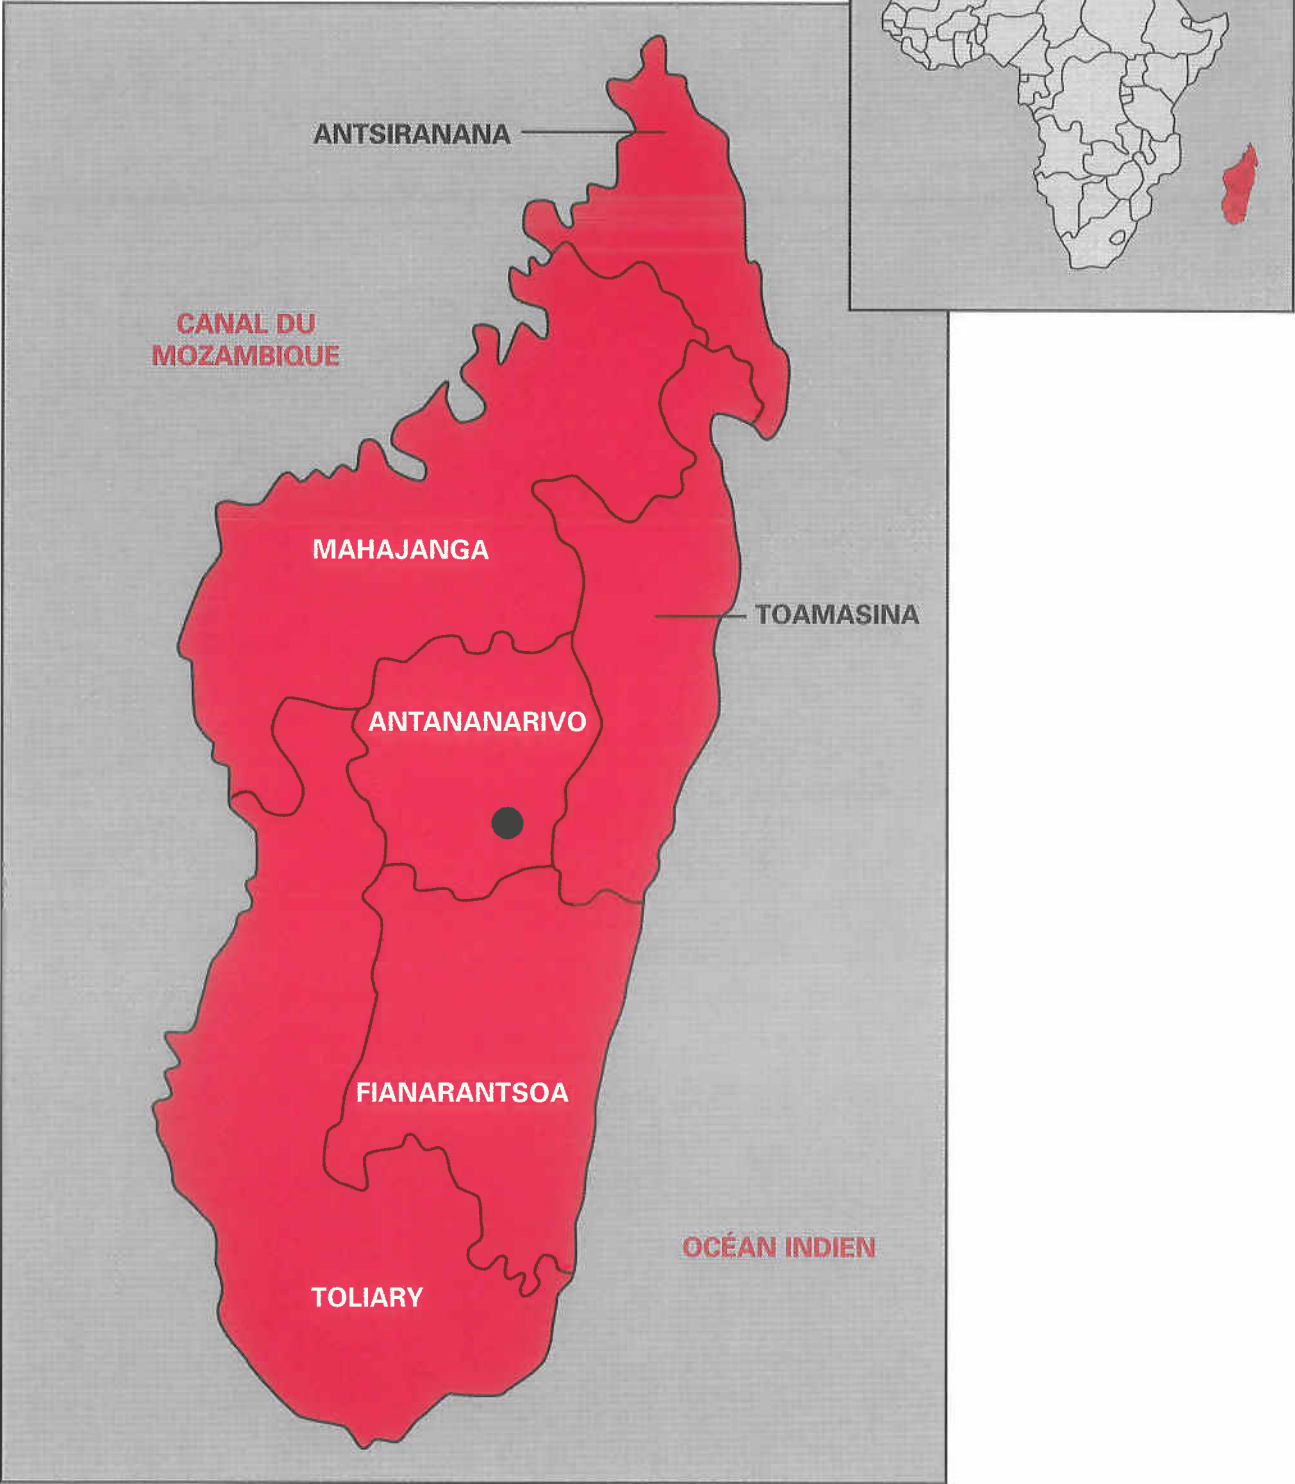 ANTSIRANANA
CANAL DU
MOZAMBIQUE
MAHAJANGA
TOAMASINA
ANTANANARIVO
FIANARANTSOA
OCÉAN INDIEN
TOLIARY